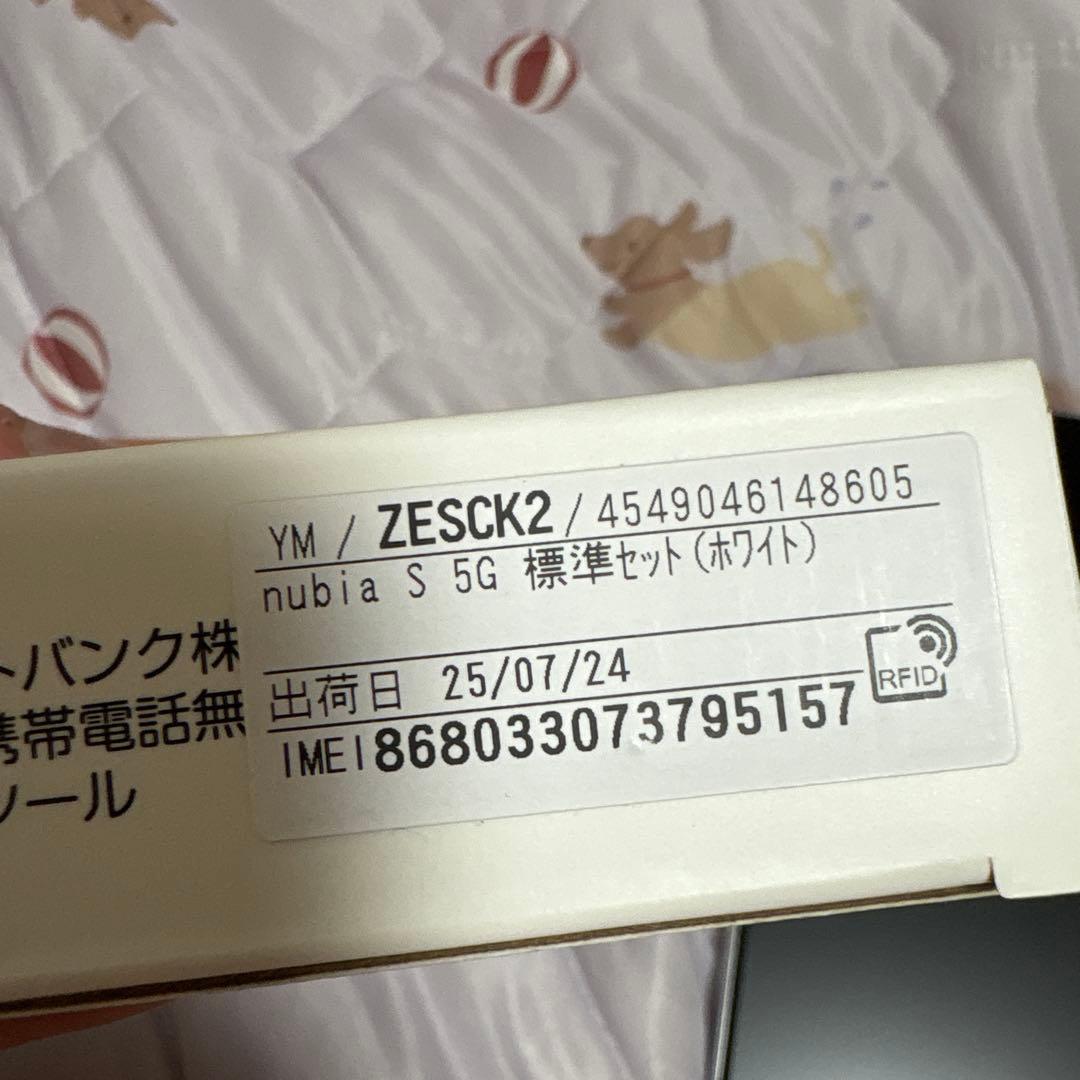 YM / ZESCK2 / 4549046148605
nubia S 5G 標準セット(ホワイト)
出荷日 25/07/24
IMEI868033073795157
RFID
トバンク株
携帯電話無
ツール